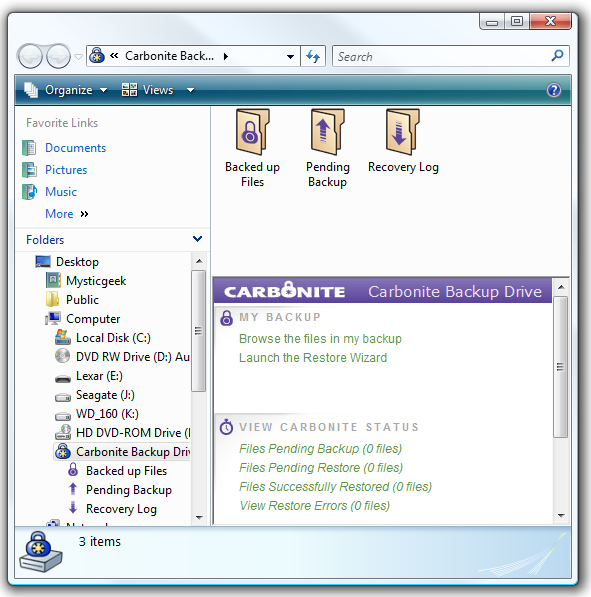 « Carbonite Back...
Search
Organize
Views
?
Favorite Links
Documents
Pictures
Music
More »
Folders
Desktop
Mysticgeek
Public
Computer
Local Disk (C:)
DVD RW Drive (D:) Au
Lexar (E:)
Seagate (J:)
WD_160 (K:)
HD DVD-ROM Drive (
Carbonite Backup Driv
Backed up Files
Pending Backup
Recovery Log
Backed up
Files
Pending
Backup
Recovery Log
CARBONITE Carbonite Backup Drive
MY BACKUP
Browse the files in my backup
Launch the Restore Wizard
VIEW CARBONITE STATUS
Files Pending Backup (0 files)
Files Pending Restore (0 files)
Files Successfully Restored (0 files)
View Restore Errors (0 files)
3 items